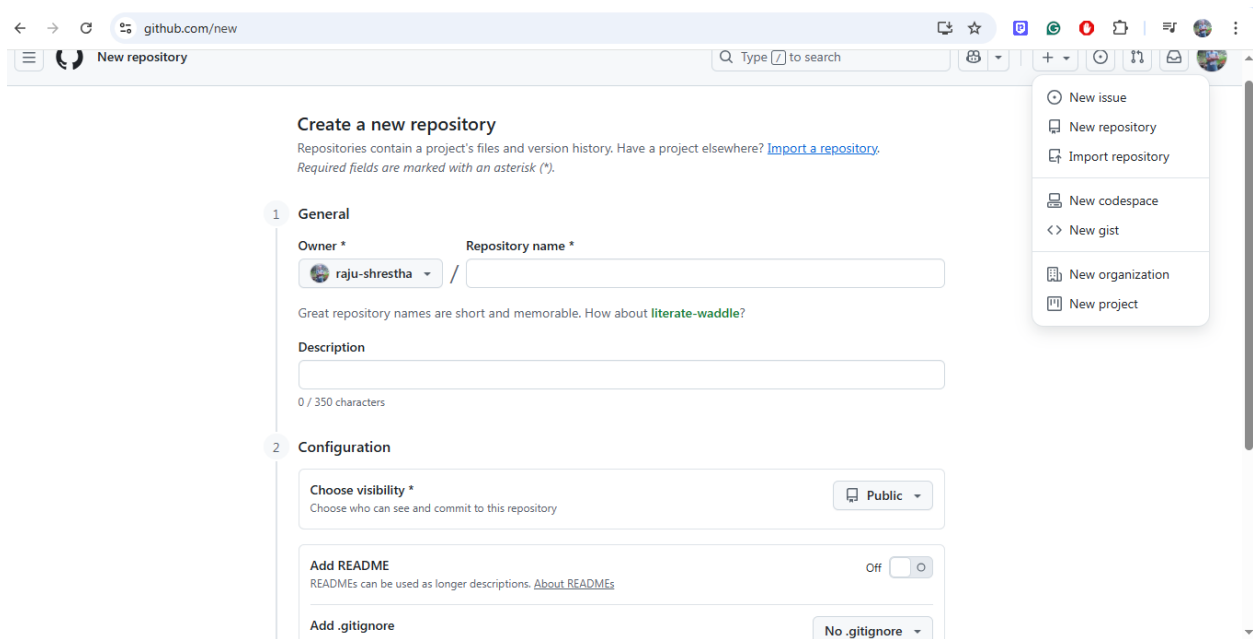 github.com/new
New repository
Type / to search
New issue
New repository
Import repository
New codespace
New gist
New organization
New project
Create a new repository
Repositories contain a project's files and version history. Have a project elsewhere? Import a repository.
Required fields are marked with an asterisk (*).
1 General
Owner * Repository name *
raju-shrestha /
Great repository names are short and memorable. How about literate-waddle?
Description
0 / 350 characters
2 Configuration
Choose visibility * Public
Choose who can see and commit to this repository
Add README Off
READMEs can be used as longer descriptions. About READMEs
Add .gitignore
No .gitignore